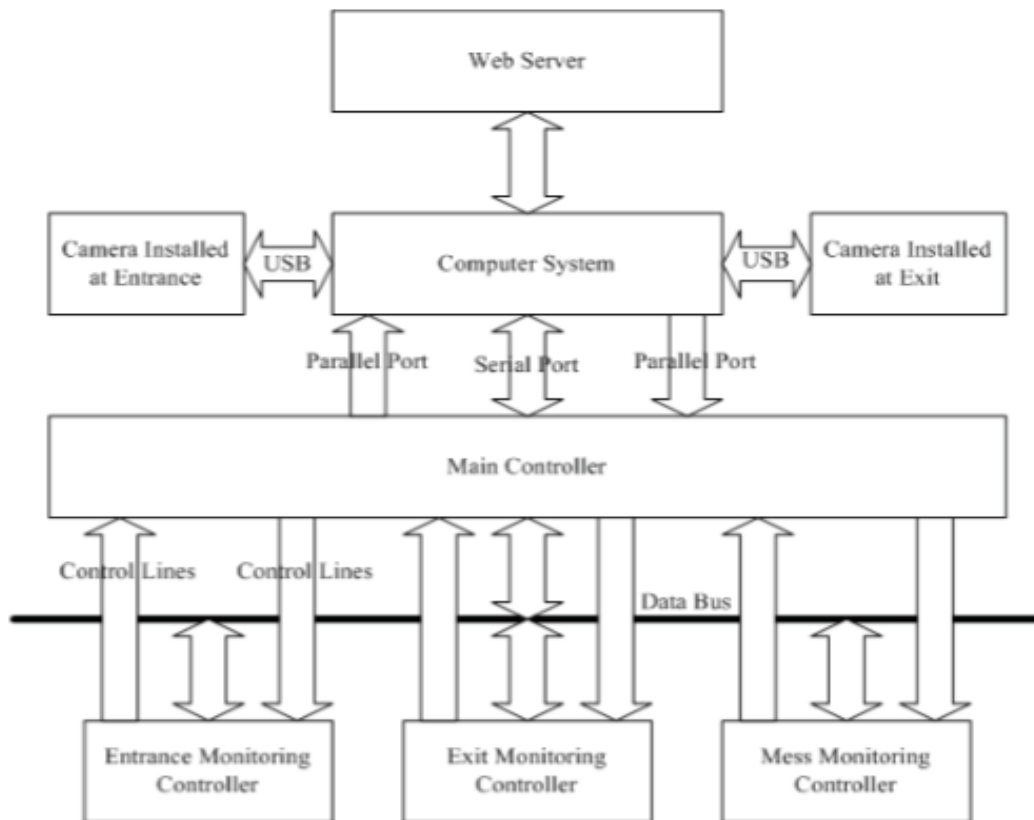 Web Server
Camera Installed
at Entrance
USB
Computer System
USB
Camera Installed
at Exit
Parallel Port
Serial Port
Parallel Port
Main Controller
Control Lines
Control Lines
Data Bus
Entrance Monitoring
Controller
Exit Monitoring
Controller
Mess Monitoring
Controller